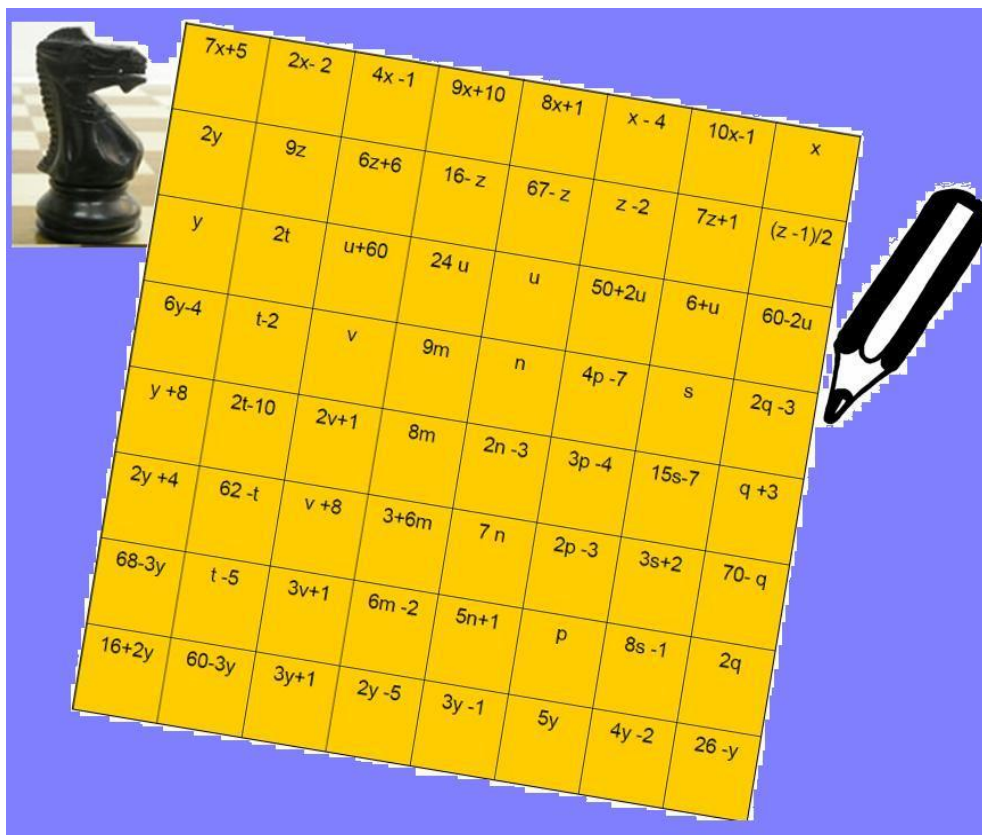 7x+5 2x- 2 4x -1 9x+10 8x+1 x - 4 10x-1 x
2y 9z 6z+6 16- z 67- z z -2 7z+1 (z -1)/2
y 2t u+60 24 u u 50+2u 6+u 60-2u
6y-4 t-2 v 9m n 4p -7 s 2q -3
y +8 2t-10 2v+1 8m 2n -3 3p -4 15s-7 q +3
2y +4 62 -t v +8 3+6m 7 n 2p -3 3s+2 70- q
68-3y t -5 3v+1 6m -2 5n+1 p 8s -1 2q
16+2y 60-3y 3y+1 2y -5 3y -1 5y 4y -2 26 -y